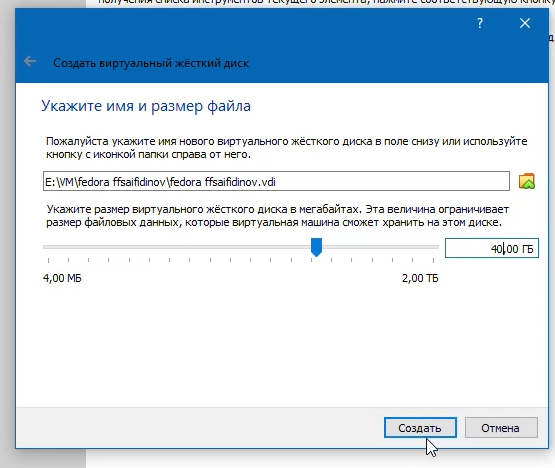 получения списка инструментов текущего элемента, нажмите соответствующую кнопку
?
Создать виртуальный жёсткий диск
Укажите имя и размер файла
Пожалуйста укажите имя нового виртуального жёсткого диска в поле снизу или используйте
кнопку с иконкой папки справа от него.
E:\VM\fedora ffsaifidinov\fedora ffsaifidinov.vdi
Укажите размер виртуального жёсткого диска в мегабайтах. Эта величина ограничивает
размер файловых данных, которые виртуальная машина сможет хранить на этом диске.
40,00 ГБ
4,00 МБ
2,00 ТБ
Создать
Отмена